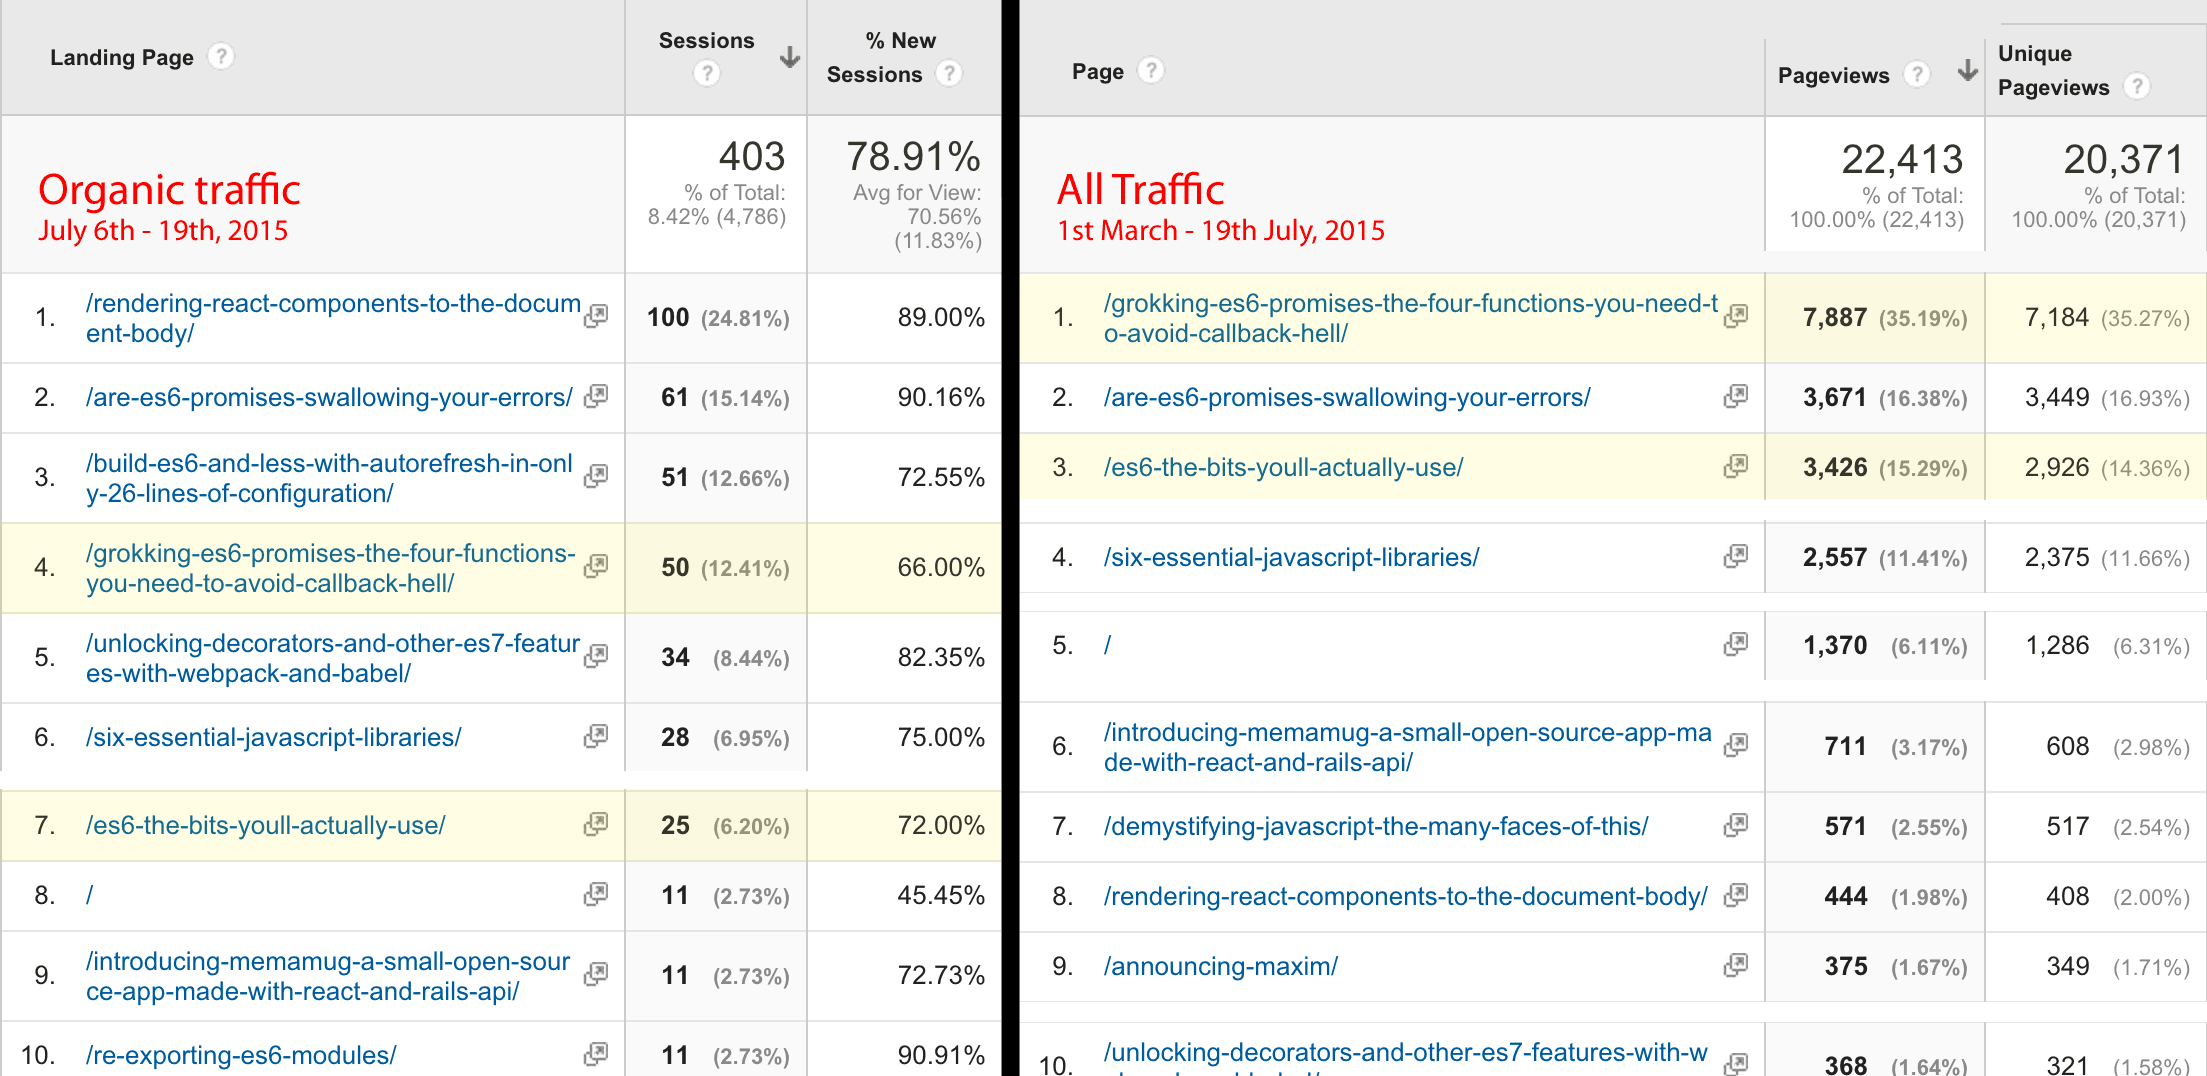 Landing Page ?
Sessions
?
% New
Sessions ?
Organic traffic
July 6th - 19th, 2015
403
% of Total:
8.42% (4,786)
78.91%
Avg for View:
70.56%
(11.83%)
1. /rendering-react-components-to-the-docum
ent-body/
100 (24.81%) 89.00%
2. /are-es6-promises-swallowing-your-errors/ 61 (15.14%) 90.16%
3. /build-es6-and-less-with-autorefresh-in-onl
y-26-lines-of-configuration/
51 (12.66%) 72.55%
4. /grokking-es6-promises-the-four-functions-
you-need-to-avoid-callback-hell/
50 (12.41%) 66.00%
5. /unlocking-decorators-and-other-es7-featur
es-with-webpack-and-babel/
34 (8.44%) 82.35%
6. /six-essential-javascript-libraries/ 28 (6.95%) 75.00%
7. /es6-the-bits-youll-actually-use/ 25 (6.20%) 72.00%
8. / 11 (2.73%) 45.45%
9. /introducing-memamug-a-small-open-sour
ce-app-made-with-react-and-rails-api/
11 (2.73%) 72.73%
10. /re-exporting-es6-modules/ 11 (2.73%) 90.91%
Page ?
Pageviews ?
Unique
Pageviews ?
All Traffic
1st March - 19th July, 2015
22,413
% of Total:
100.00% (22,413)
20,371
% of Total:
100.00% (20,371)
1. /grokking-es6-promises-the-four-functions-you-need-t
o-avoid-callback-hell/
7,887 (35.19%) 7,184 (35.27%)
2. /are-es6-promises-swallowing-your-errors/ 3,671 (16.38%) 3,449 (16.93%)
3. /es6-the-bits-youll-actually-use/ 3,426 (15.29%) 2,926 (14.36%)
4. /six-essential-javascript-libraries/ 2,557 (11.41%) 2,375 (11.66%)
5. / 1,370 (6.11%) 1,286 (6.31%)
6. /introducing-memamug-a-small-open-source-app-ma
de-with-react-and-rails-api/
711 (3.17%) 608 (2.98%)
7. /demystifying-javascript-the-many-faces-of-this/ 571 (2.55%) 517 (2.54%)
8. /rendering-react-components-to-the-document-body/ 444 (1.98%) 408 (2.00%)
9. /announcing-maxim/ 375 (1.67%) 349 (1.71%)
10. /unlocking-decorators-and-other-es7-features-with-w
368 (1.64%) 321 (1.58%)